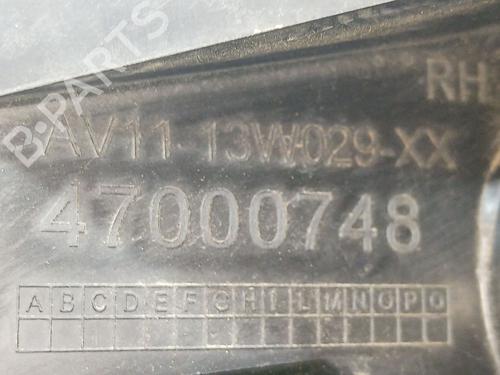 RH
AV11-13W029-XX
47000748
A B C D E F G H I L M N O P Q
B-PARTS